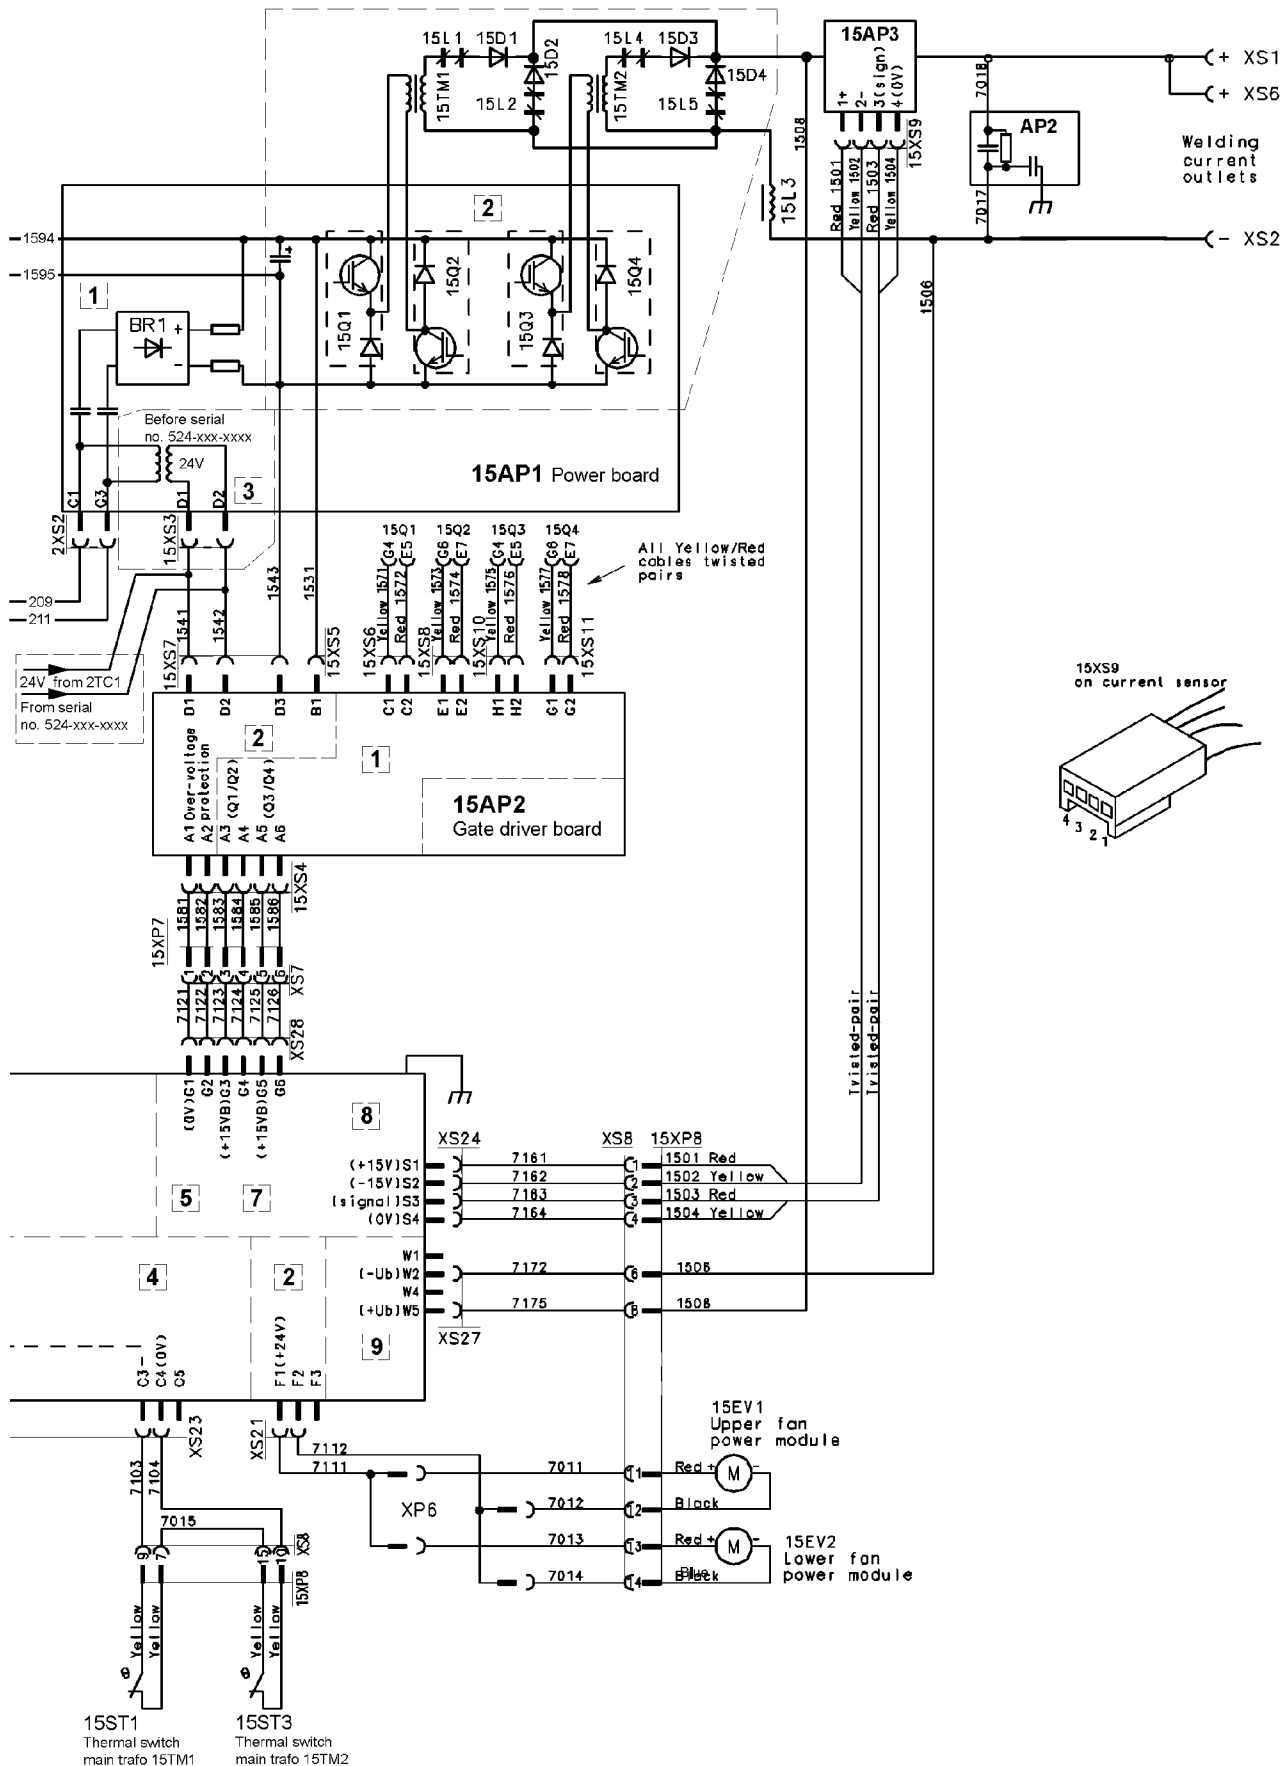 15L1
15D1
15D2
15L4
15D3
15AP3
15TM1
15L2
15TM2
15L5
15D4
1+
2-
3(sign)
4(0V)
15XS9
+ XS1
+ XS6
7018
AP2
Welding
current
outlets
1508
Red 1501
Yellow 1502
Red 1503
Yellow 1504
7017
15L3
- XS2
2
1594
1595
1
BR1 +
-
15Q1
15Q2
15Q3
15Q4
1506
Before serial
no. 524-xxx-xxxx
24V
15AP1 Power board
3
C1
C3
D1
D2
2XS2
15XS3
15Q1
15Q2
15Q3
15Q4
G4
E5
G6
E7
G4
E5
G6
E7
All Yellow/Red
cables twisted
pairs
209
211
1541
1542
1543
1531
Yellow 1571
Red 1572
Yellow 1573
Red 1574
Yellow 1575
Red 1576
Yellow 1577
Red 1578
15XS7
15XS5
15XS6
15XS8
15XS10
15XS11
24V from 2TC1
From serial
no. 524-xxx-xxxx
15XS9
on current sensor
4 3 2 1
D1
D2
D3
B1
C1
C2
E1
E2
H1
H2
G1
G2
2
1
A1 Over-voltage
A2 protection
A3 (Q1/Q2)
A4
A5 (Q3/Q4)
A6
15AP2
Gate driver board
15XS4
1581
1582
1583
1584
1585
1586
15XP7
1
2
3
4
5
6
XS7
7121
7122
7123
7124
7125
7126
XS28
(0V)G1
G2
(+15VB)G3
G4
(+15VB)G5
G6
Twisted-pair
Twisted-pair
8
5
7
XS24
XS8
15XP8
(+15V)S1
7161
1
1501 Red
(-15V)S2
7162
2
1502 Yellow
(signal)S3
7163
3
1503 Red
(0V)S4
7164
4
1504 Yellow
W1
(-Ub)W2
7172
6
1506
W4
(+Ub)W5
7175
8
1508
XS27
4
2
9
C3-
C4(0V)
C5
F1(+24V)
F2
F3
XS23
XS21
7103
7104
7112
7111
XP6
7011
11
Red +
M
-
15EV1
Upper fan
power module
7012
12
Black
7013
13
Red +
M
-
15EV2
Lower fan
power module
7014
14
Black
Blue
7015
9
7
15
10
XS8
15XP8
Yellow
Yellow
Yellow
Yellow
θ
θ
15ST1
Thermal switch
main trafo 15TM1
15ST3
Thermal switch
main trafo 15TM2